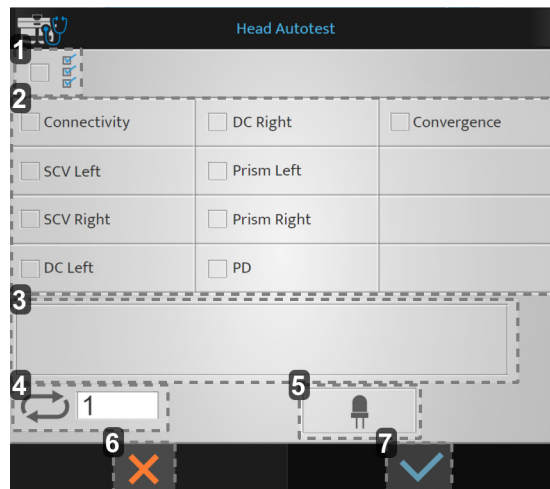 Head Autotest
1
2
Connectivity DC Right Convergence
SCV Left Prism Left
SCV Right Prism Right
DC Left PD
3
4 5
1
6 7